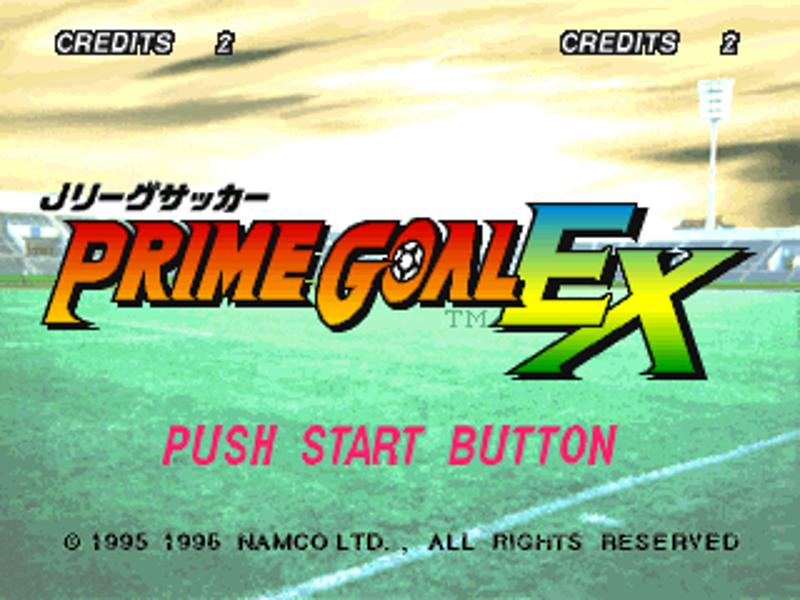 CREDITS 2 CREDITS 2
Jリーグサッカー
PRIME GOAL EX
TM
PUSH START BUTTON
© 1995 1996 NAMCO LTD., ALL RIGHTS RESERVED